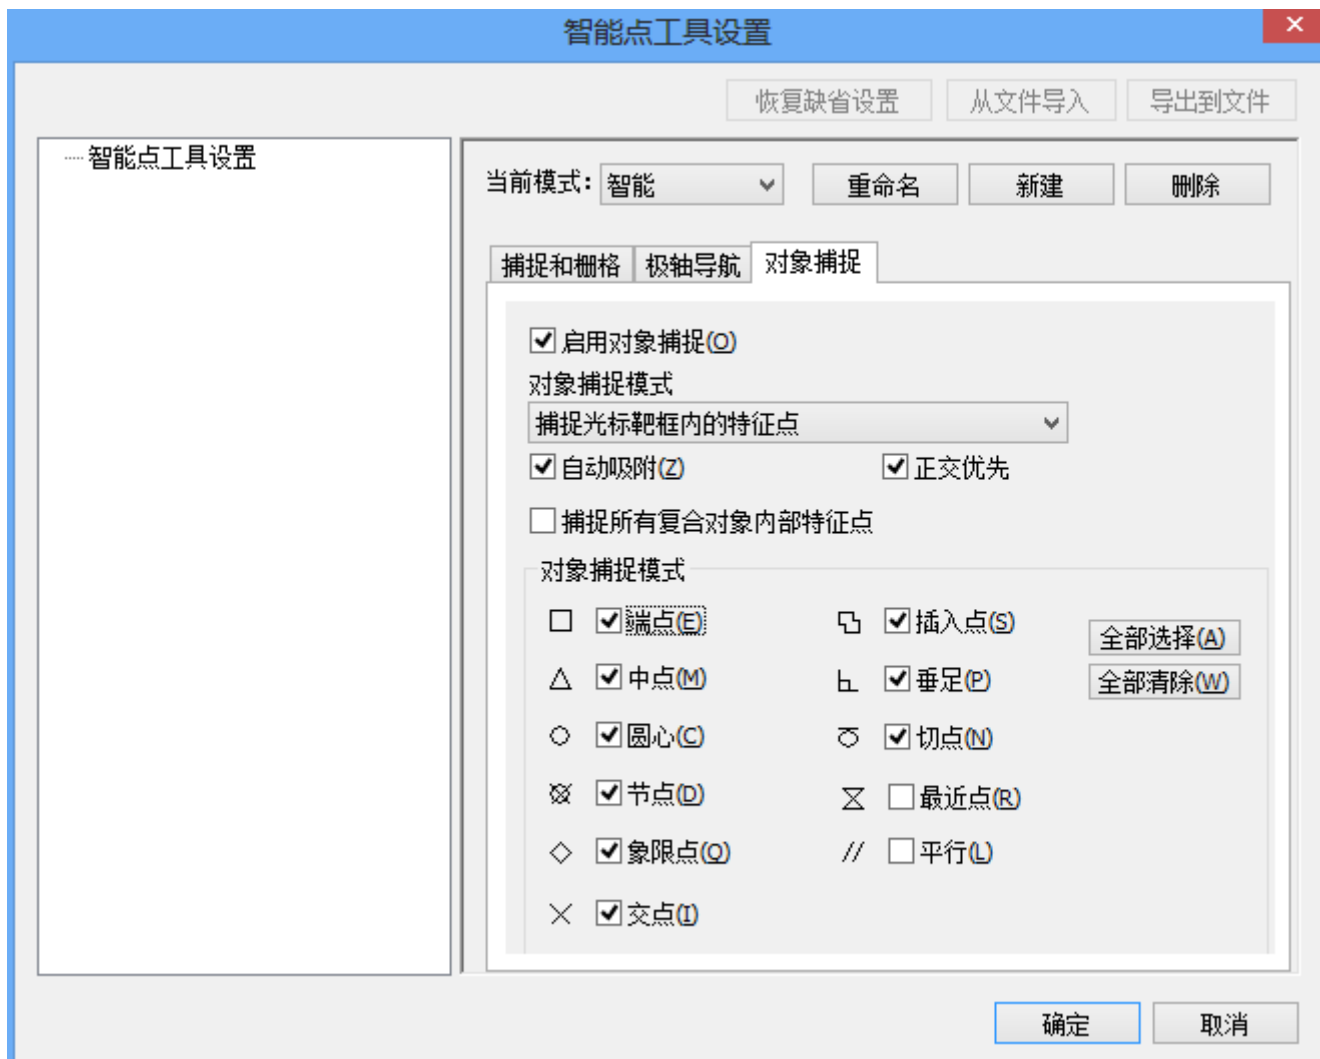 智能点工具设置
恢复缺省设置 从文件导入 导出到文件
智能点工具设置
当前模式: 智能 重命名 新建 删除
捕捉和栅格 极轴导航 对象捕捉
启用对象捕捉(O)
对象捕捉模式
捕捉光标靶框内的特征点
自动吸附(Z) 正交优先
捕捉所有复合对象内部特征点
对象捕捉模式
端点(E) 插入点(S) 全部选择(A)
中点(M) 垂足(P) 全部清除(W)
圆心(C) 切点(N)
节点(D) 最近点(R)
象限点(Q) 平行(L)
交点(I)
确定 取消